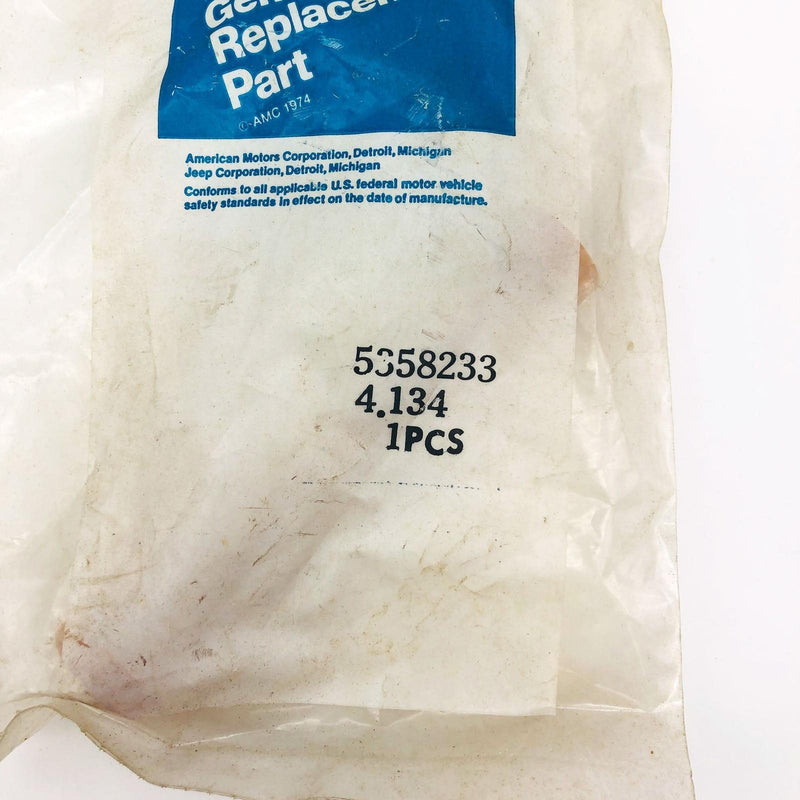 Replacem
Part
© AMC 1974
American Motors Corporation, Detroit, Michigan
Jeep Corporation, Detroit, Michigan
Conforms to all applicable U.S. federal motor vehicle
safety standards in effect on the date of manufacture.
5358233
4.134
1PCS